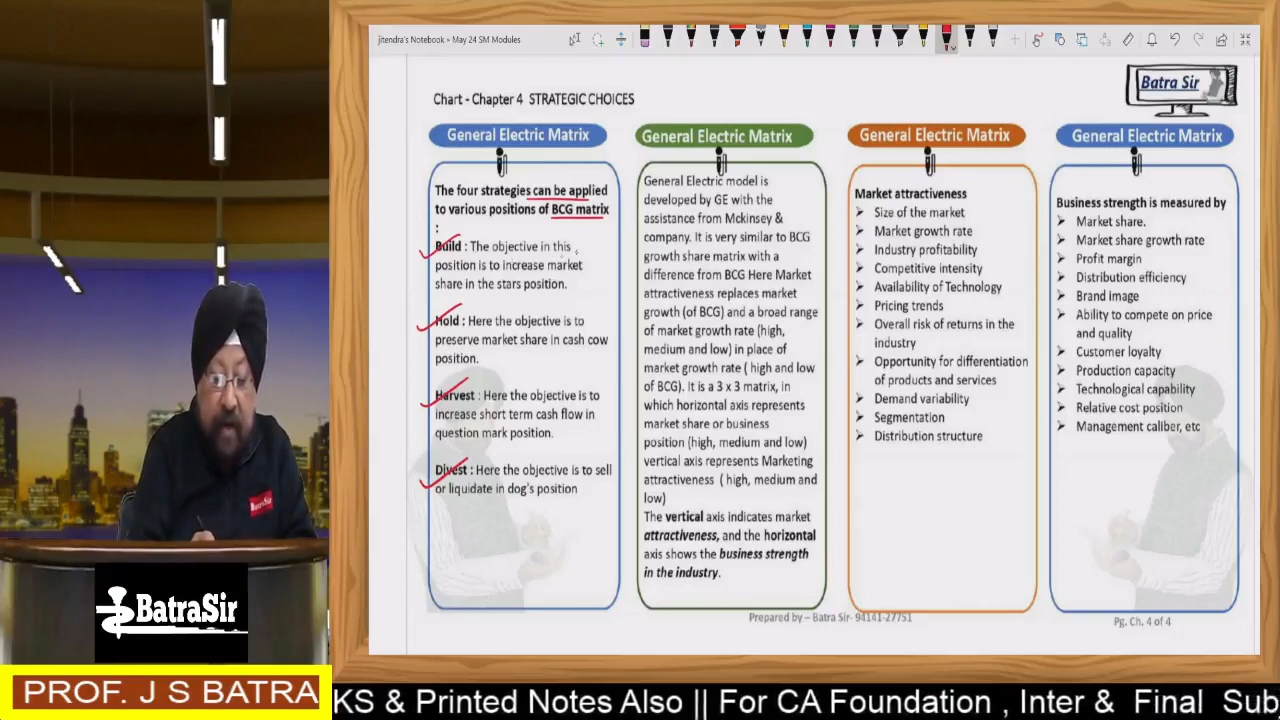 jitendra's Notebook » May 24 SM Modules
Chart - Chapter 4 STRATEGIC CHOICES
Batra Sir
General Electric Matrix
The four strategies can be applied
to various positions of BCG matrix
:
Build : The objective in this
position is to increase market
share in the stars position.
Hold : Here the objective is to
preserve market share in cash cow
position.
Harvest : Here the objective is to
increase short term cash flow in
question mark position.
Divest : Here the objective is to sell
or liquidate in dog's position
General Electric Matrix
General Electric model is
developed by GE with the
assistance from Mckinsey &
company. It is very similar to BCG
growth share matrix with a
difference from BCG Here Market
attractiveness replaces market
growth (of BCG) and a broad range
of market growth rate (high,
medium and low) in place of
market growth rate ( high and low
of BCG). It is a 3 x 3 matrix, in
which horizontal axis represents
market share or business
position (high, medium and low)
vertical axis represents Marketing
attractiveness ( high, medium and
low)
The vertical axis indicates market
attractiveness, and the horizontal
axis shows the business strength
in the industry.
General Electric Matrix
Market attractiveness
Size of the market
Market growth rate
Industry profitability
Competitive intensity
Availability of Technology
Pricing trends
Overall risk of returns in the
industry
Opportunity for differentiation
of products and services
Demand variability
Segmentation
Distribution structure
General Electric Matrix
Business strength is measured by
Market share.
Market share growth rate
Profit margin
Distribution efficiency
Brand image
Ability to compete on price
and quality
Customer loyalty
Production capacity
Technological capability
Relative cost position
Management caliber, etc
Prepared by – Batra Sir- 94141-27751
Pg. Ch. 4 of 4
BatraSir
BatraSir
PROF. J S BATRA
KS & Printed Notes Also || For CA Foundation , Inter & Final Sub